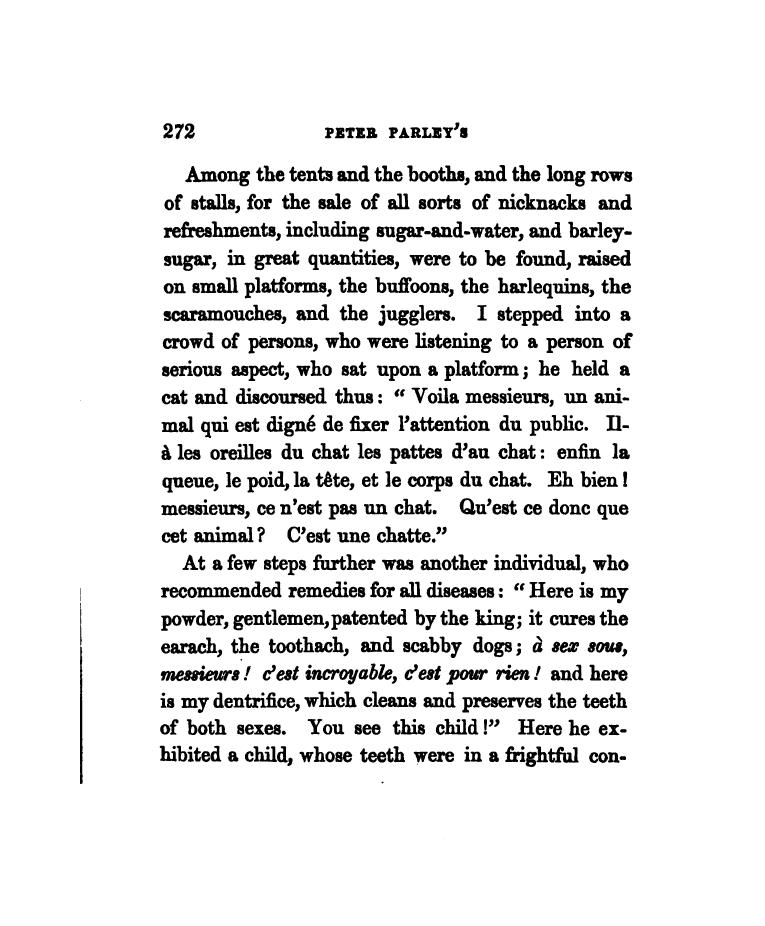 272 PETER PARLEY'S
Among the tents and the booths, and the long rows
of stalls, for the sale of all sorts of nicknacks and
refreshments, including sugar-and-water, and barley-
sugar, in great quantities, were to be found, raised
on small platforms, the buffoons, the harlequins, the
scaramouches, and the jugglers. I stepped into a
crowd of persons, who were listening to a person of
serious aspect, who sat upon a platform; he held a
cat and discoursed thus: “ Voila messieurs, un ani-
mal qui est digné de fixer l'attention du public. Il-
à les oreilles du chat les pattes d'au chat: enfin la
queue, le poid, la tête, et le corps du chat. Eh bien!
messieurs, ce n'est pas un chat. Qu'est ce donc que
cet animal? C'est une chatte.”
At a few steps further was another individual, who
recommended remedies for all diseases: “ Here is my
powder, gentlemen, patented by the king; it cures the
earach, the toothach, and scabby dogs; à sex sous,
messieurs! c'est incroyable, c'est pour rien! and here
is my dentrifice, which cleans and preserves the teeth
of both sexes. You see this child!” Here he ex-
hibited a child, whose teeth were in a frightful con-